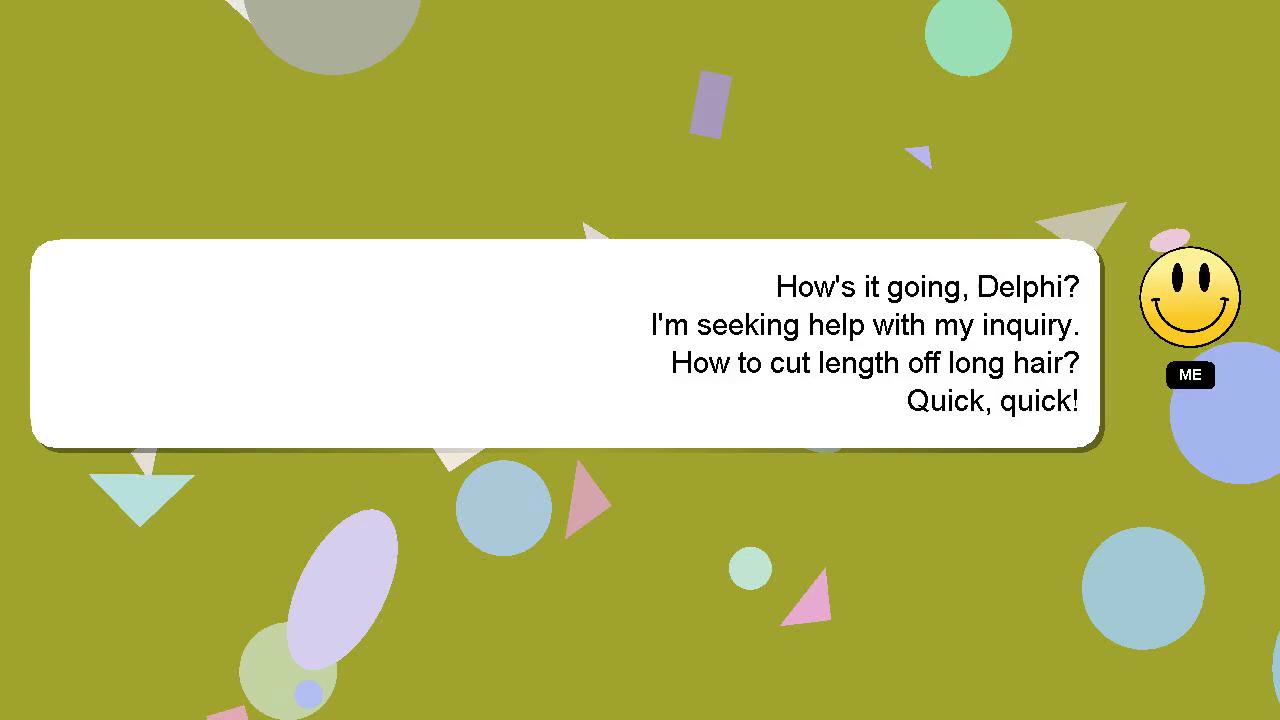 How's it going, Delphi?
I'm seeking help with my inquiry.
How to cut length off long hair?
Quick, quick!
ME